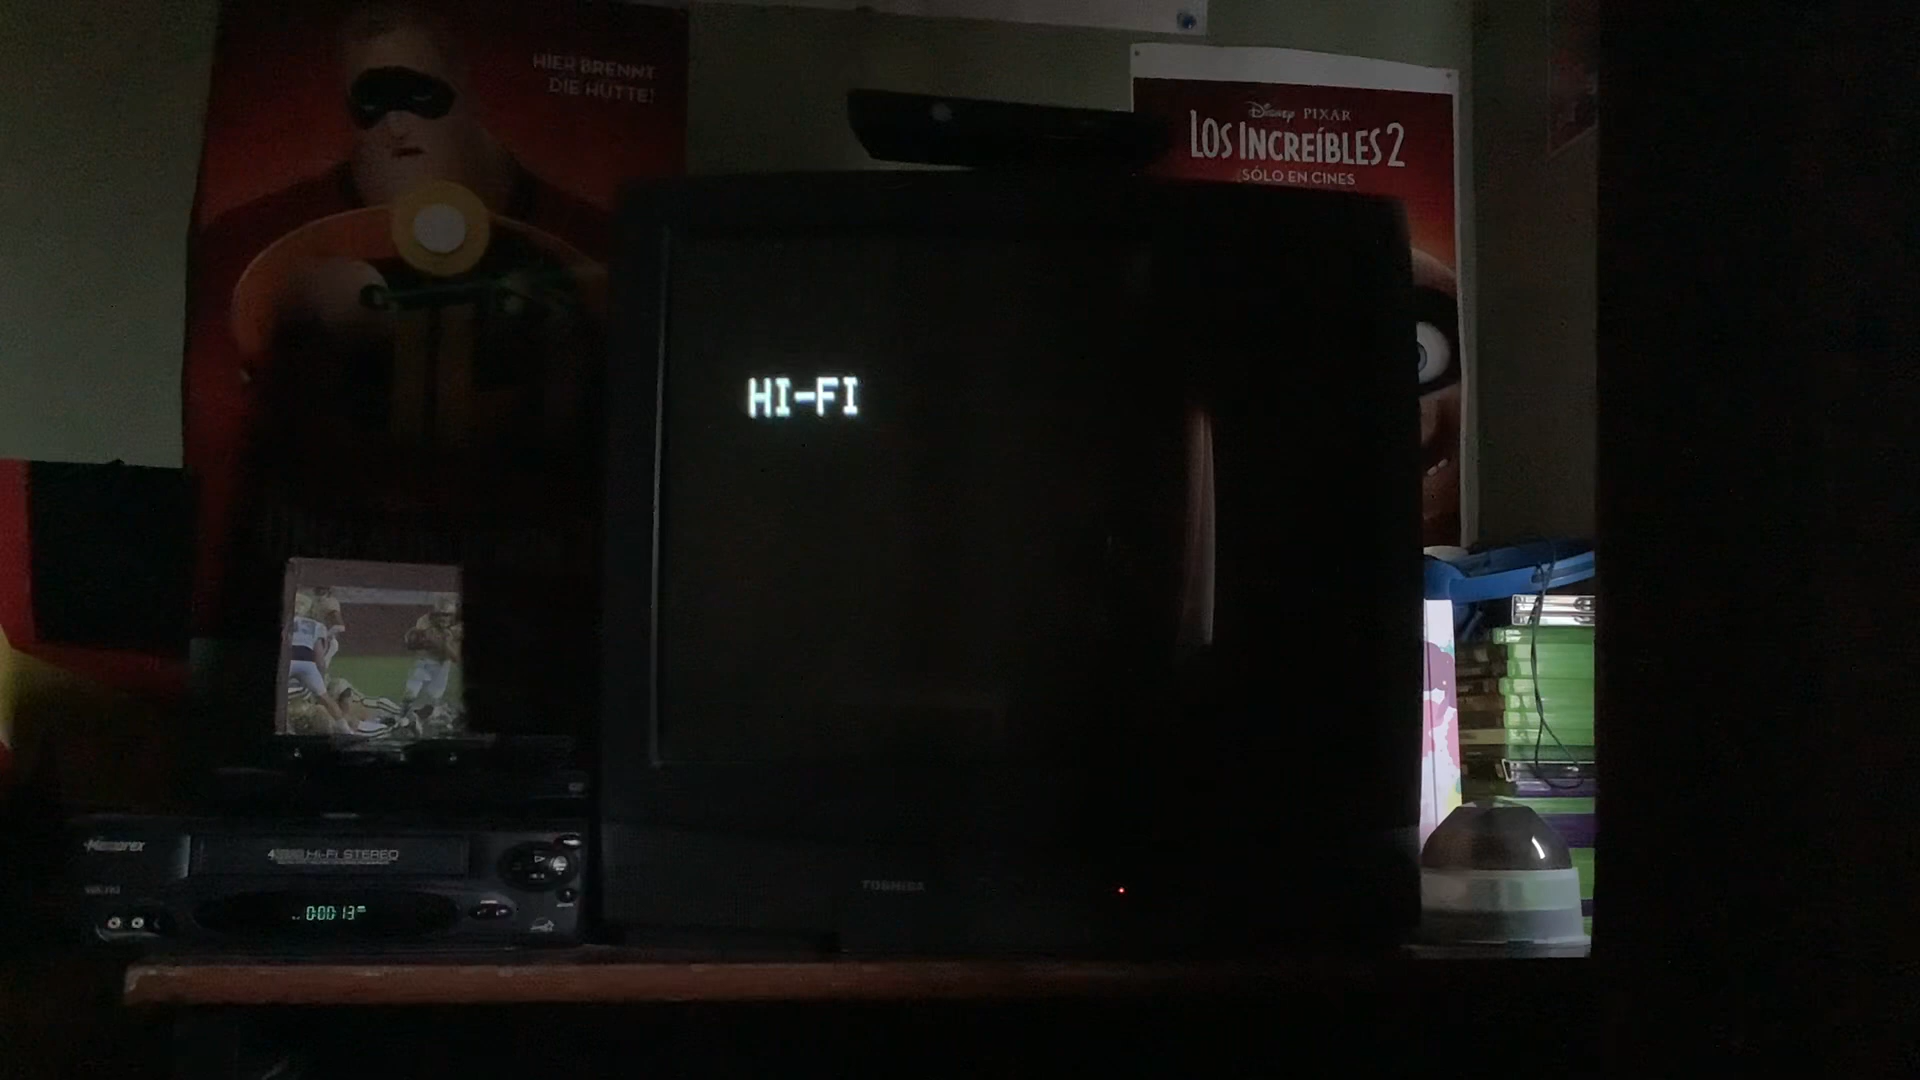 HIER BRENNT
DIE HÜTTE!
Disney PIXAR
LOS INCREÍBLES 2
¡SÓLO EN CINES
HI-FI
Memorex
Hi-Fi STEREO
0:00:13
TOSHIBA